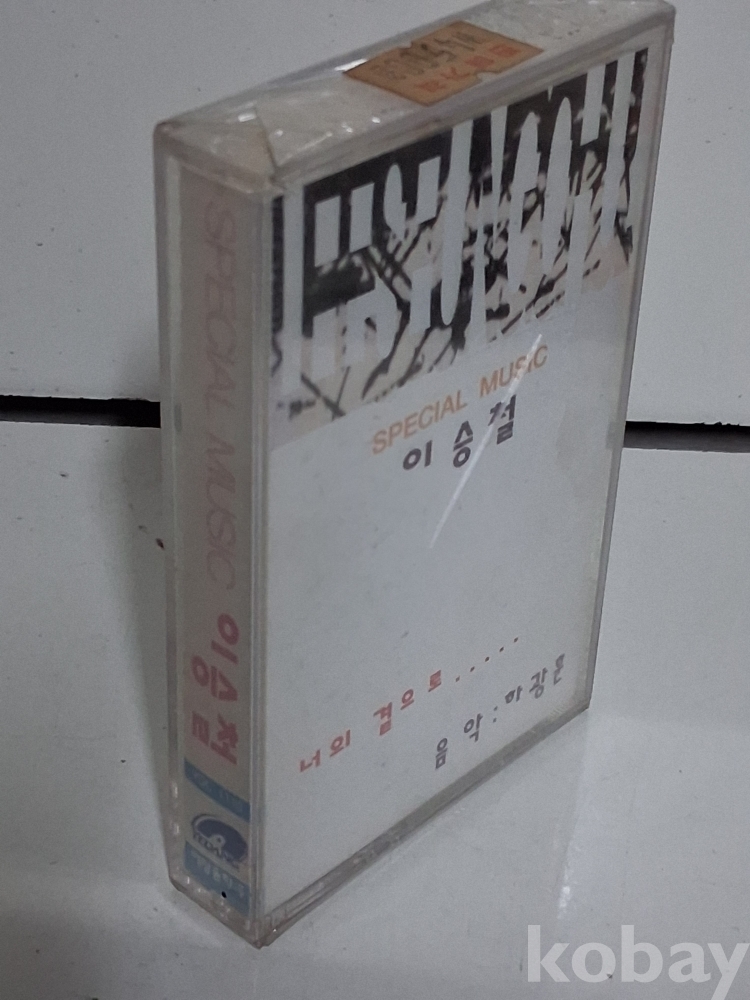 SPECIAL MUSIC
이승철
너의 곁으로.....
음악:하광훈
SPECIAL MUSIC 이승철
kobay